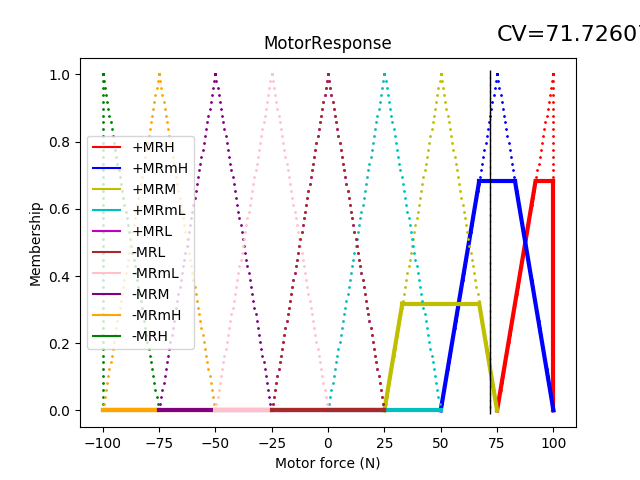 CV=71.7260
MotorResponse
Membership
1.0
0.8
0.6
0.4
0.2
0.0
+MRH
+MRmH
+MRM
+MRmL
+MRL
-MRL
-MRmL
-MRM
-MRmH
-MRH
−100 −75 −50 −25 0 25 50 75 100
Motor force (N)